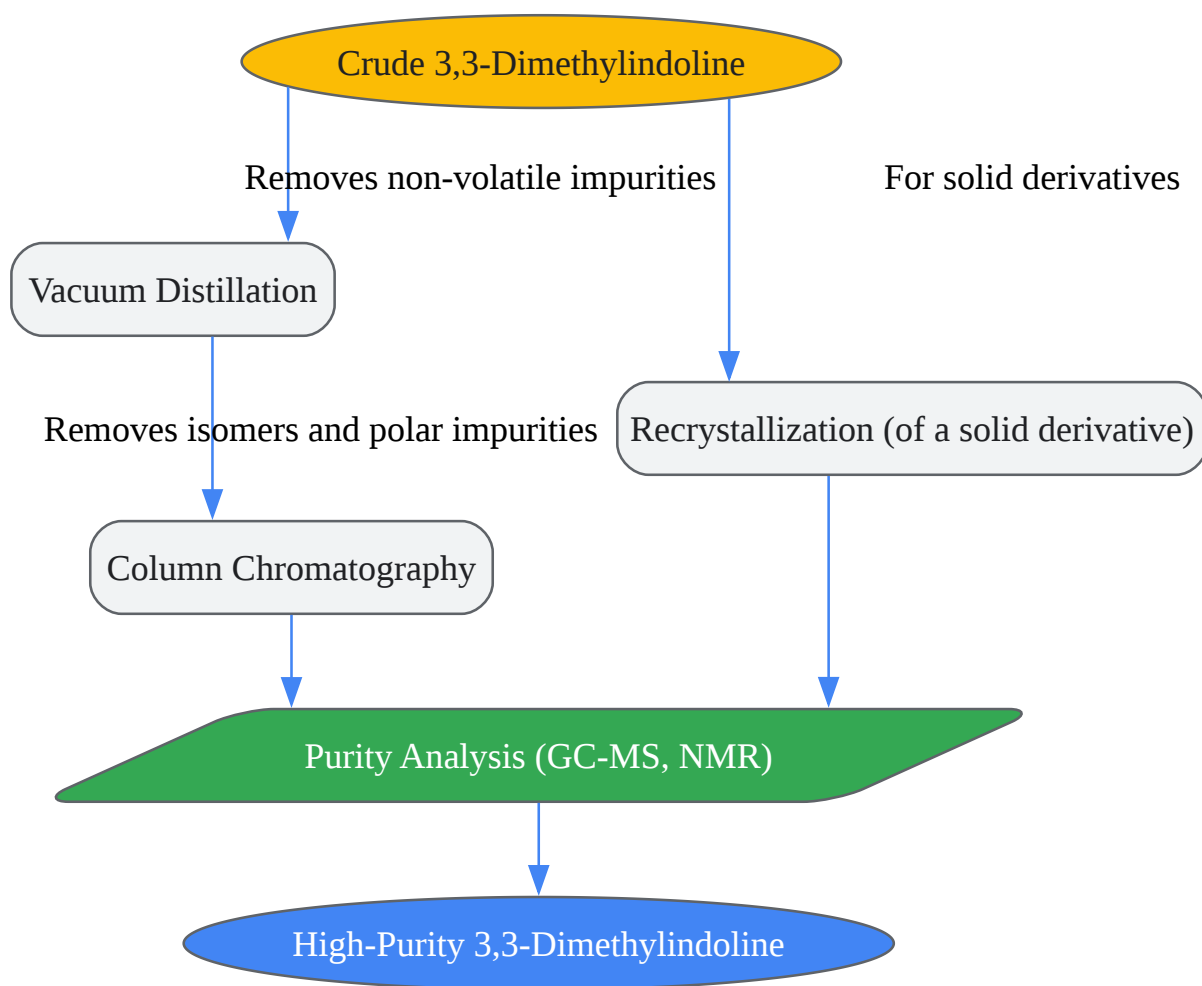 Crude 3,3-Dimethylindoline
Removes non-volatile impurities
For solid derivatives
Vacuum Distillation
Removes isomers and polar impurities
Recrystallization (of a solid derivative)
Column Chromatography
Purity Analysis (GC-MS, NMR)
High-Purity 3,3-Dimethylindoline